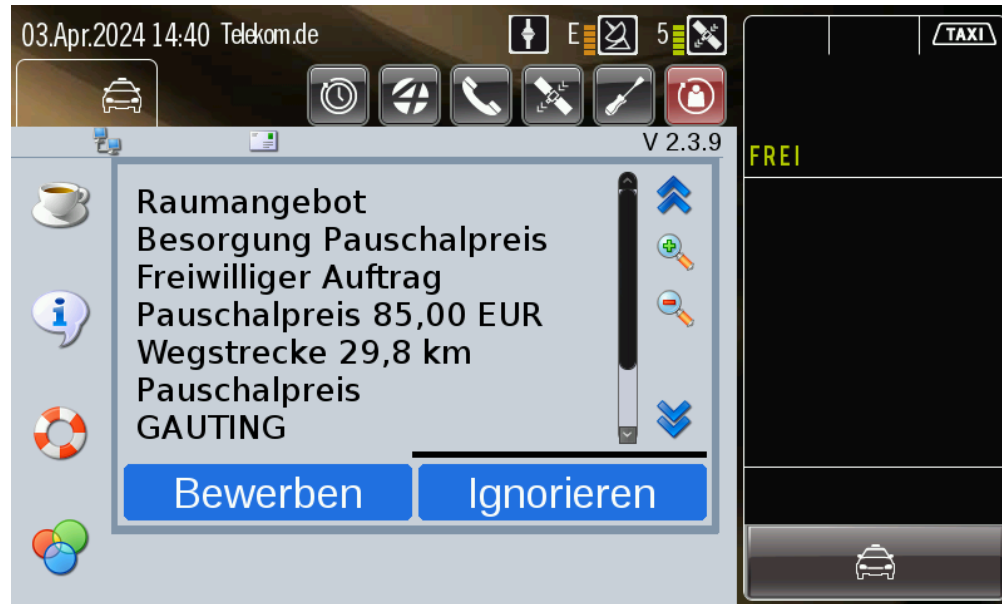 03.Apr.2024 14:40 Telekom.de E 5 TAXI
V 2.3.9
FREI
Raumangebot
Besorgung Pauschalpreis
Freiwilliger Auftrag
Pauschalpreis 85,00 EUR
Wegstrecke 29,8 km
Pauschalpreis
GAUTING
Bewerben Ignorieren